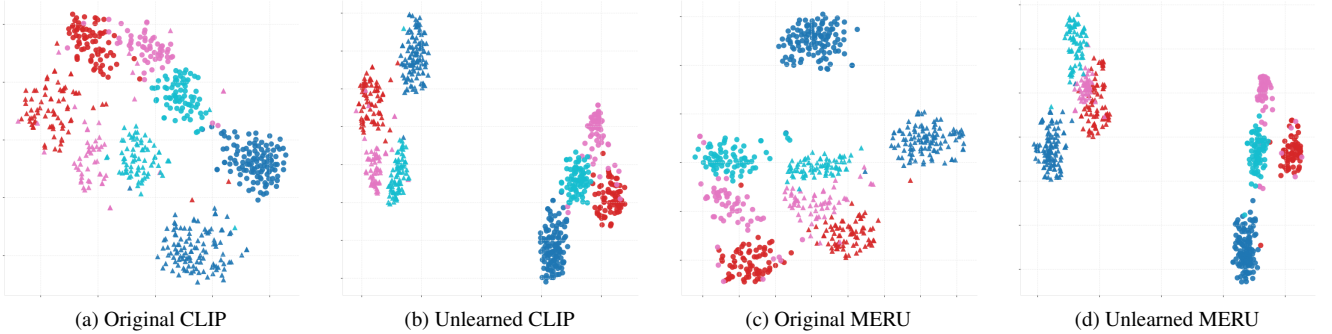 (a) Original CLIP
(b) Unlearned CLIP
(c) Original MERU
(d) Unlearned MERU